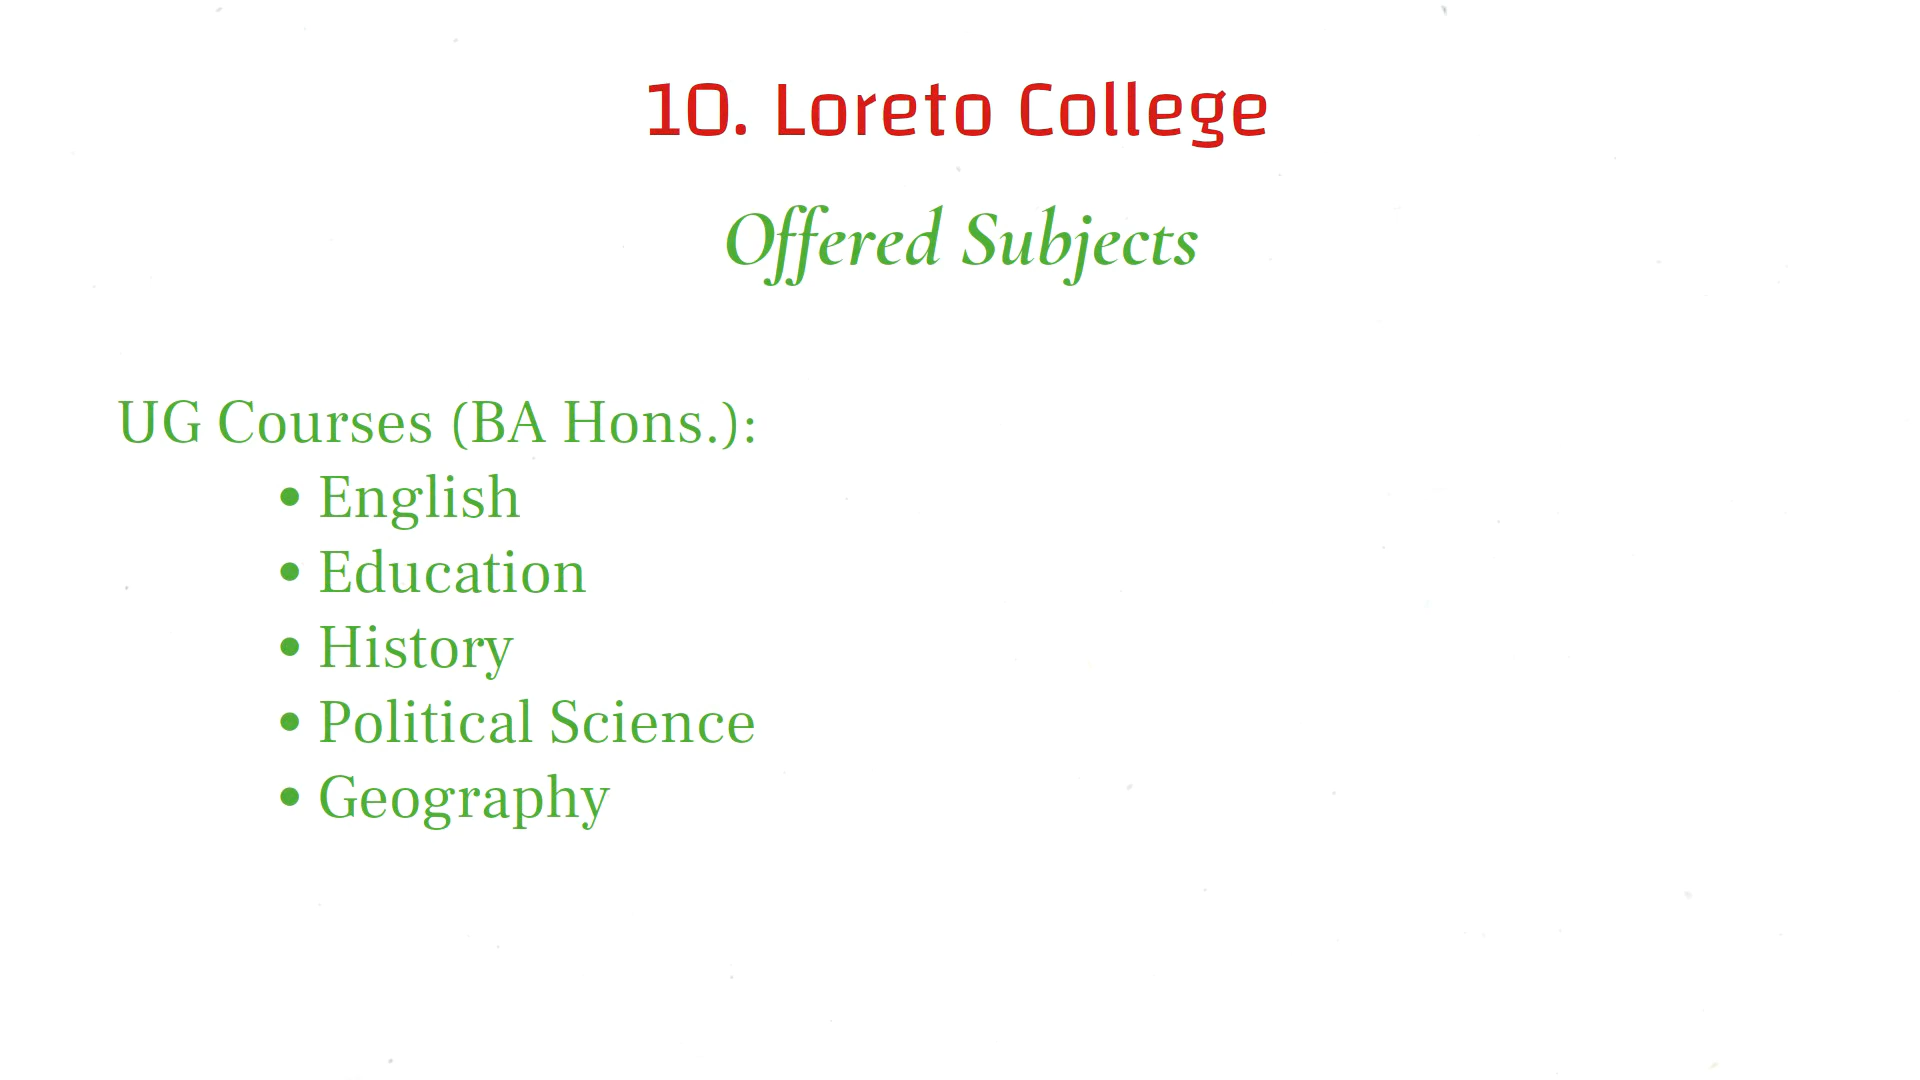 10. Loreto College
Offered Subjects
UG Courses (BA Hons.):
• English
• Education
• History
• Political Science
• Geography